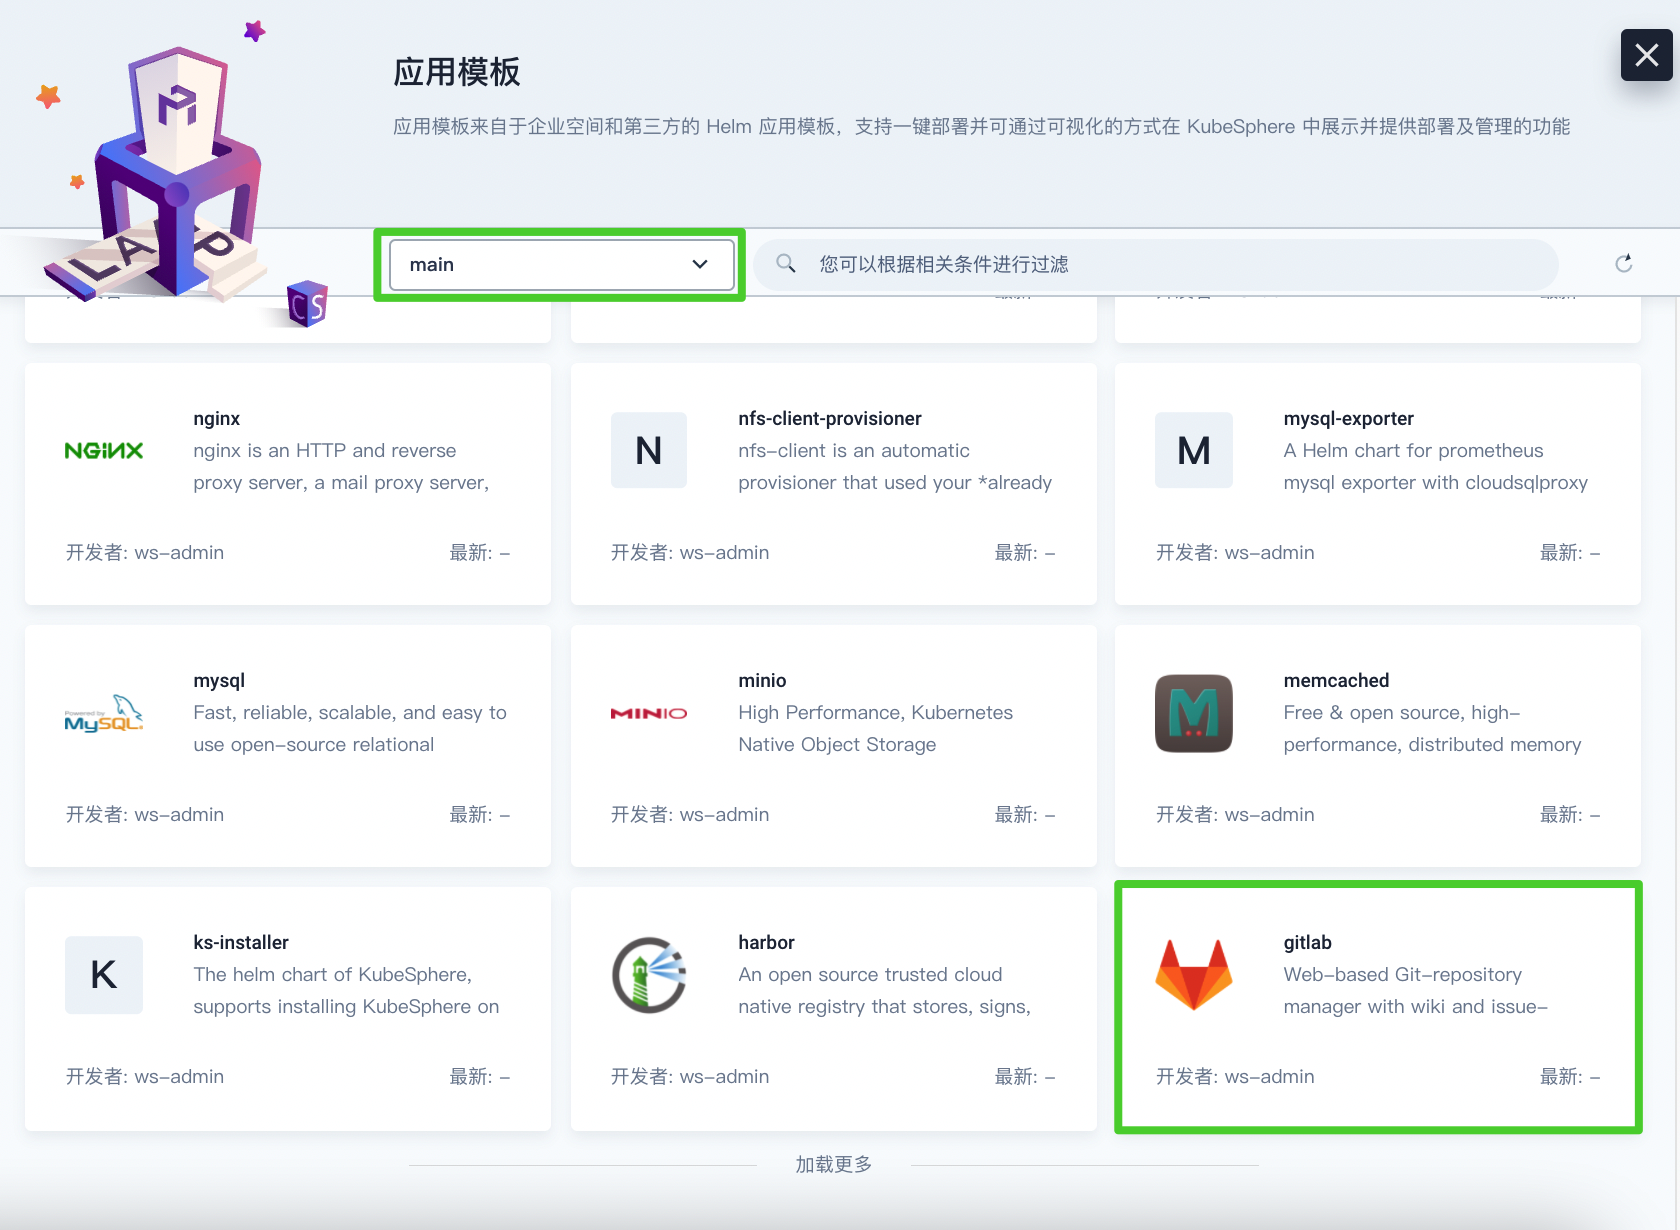 应用模板
应用模板来自于企业空间和第三方的 Helm 应用模板，支持一键部署并可通过可视化的方式在 KubeSphere 中展示并提供部署及管理的功能
LAPP
CS
main
您可以根据相关条件进行过滤
NGINX
nginx
nginx is an HTTP and reverse
proxy server, a mail proxy server,
开发者: ws-admin
最新: -
N
nfs-client-provisioner
nfs-client is an automatic
provisioner that used your *already
开发者: ws-admin
最新: -
M
mysql-exporter
A Helm chart for prometheus
mysql exporter with cloudsqlproxy
开发者: ws-admin
最新: -
Powered by
MySQL
mysql
Fast, reliable, scalable, and easy to
use open-source relational
开发者: ws-admin
最新: -
MINIO
minio
High Performance, Kubernetes
Native Object Storage
开发者: ws-admin
最新: -
M
memcached
Free & open source, high-
performance, distributed memory
开发者: ws-admin
最新: -
K
ks-installer
The helm chart of KubeSphere,
supports installing KubeSphere on
开发者: ws-admin
最新: -
harbor
An open source trusted cloud
native registry that stores, signs,
开发者: ws-admin
最新: -
gitlab
Web-based Git-repository
manager with wiki and issue-
开发者: ws-admin
最新: -
加载更多